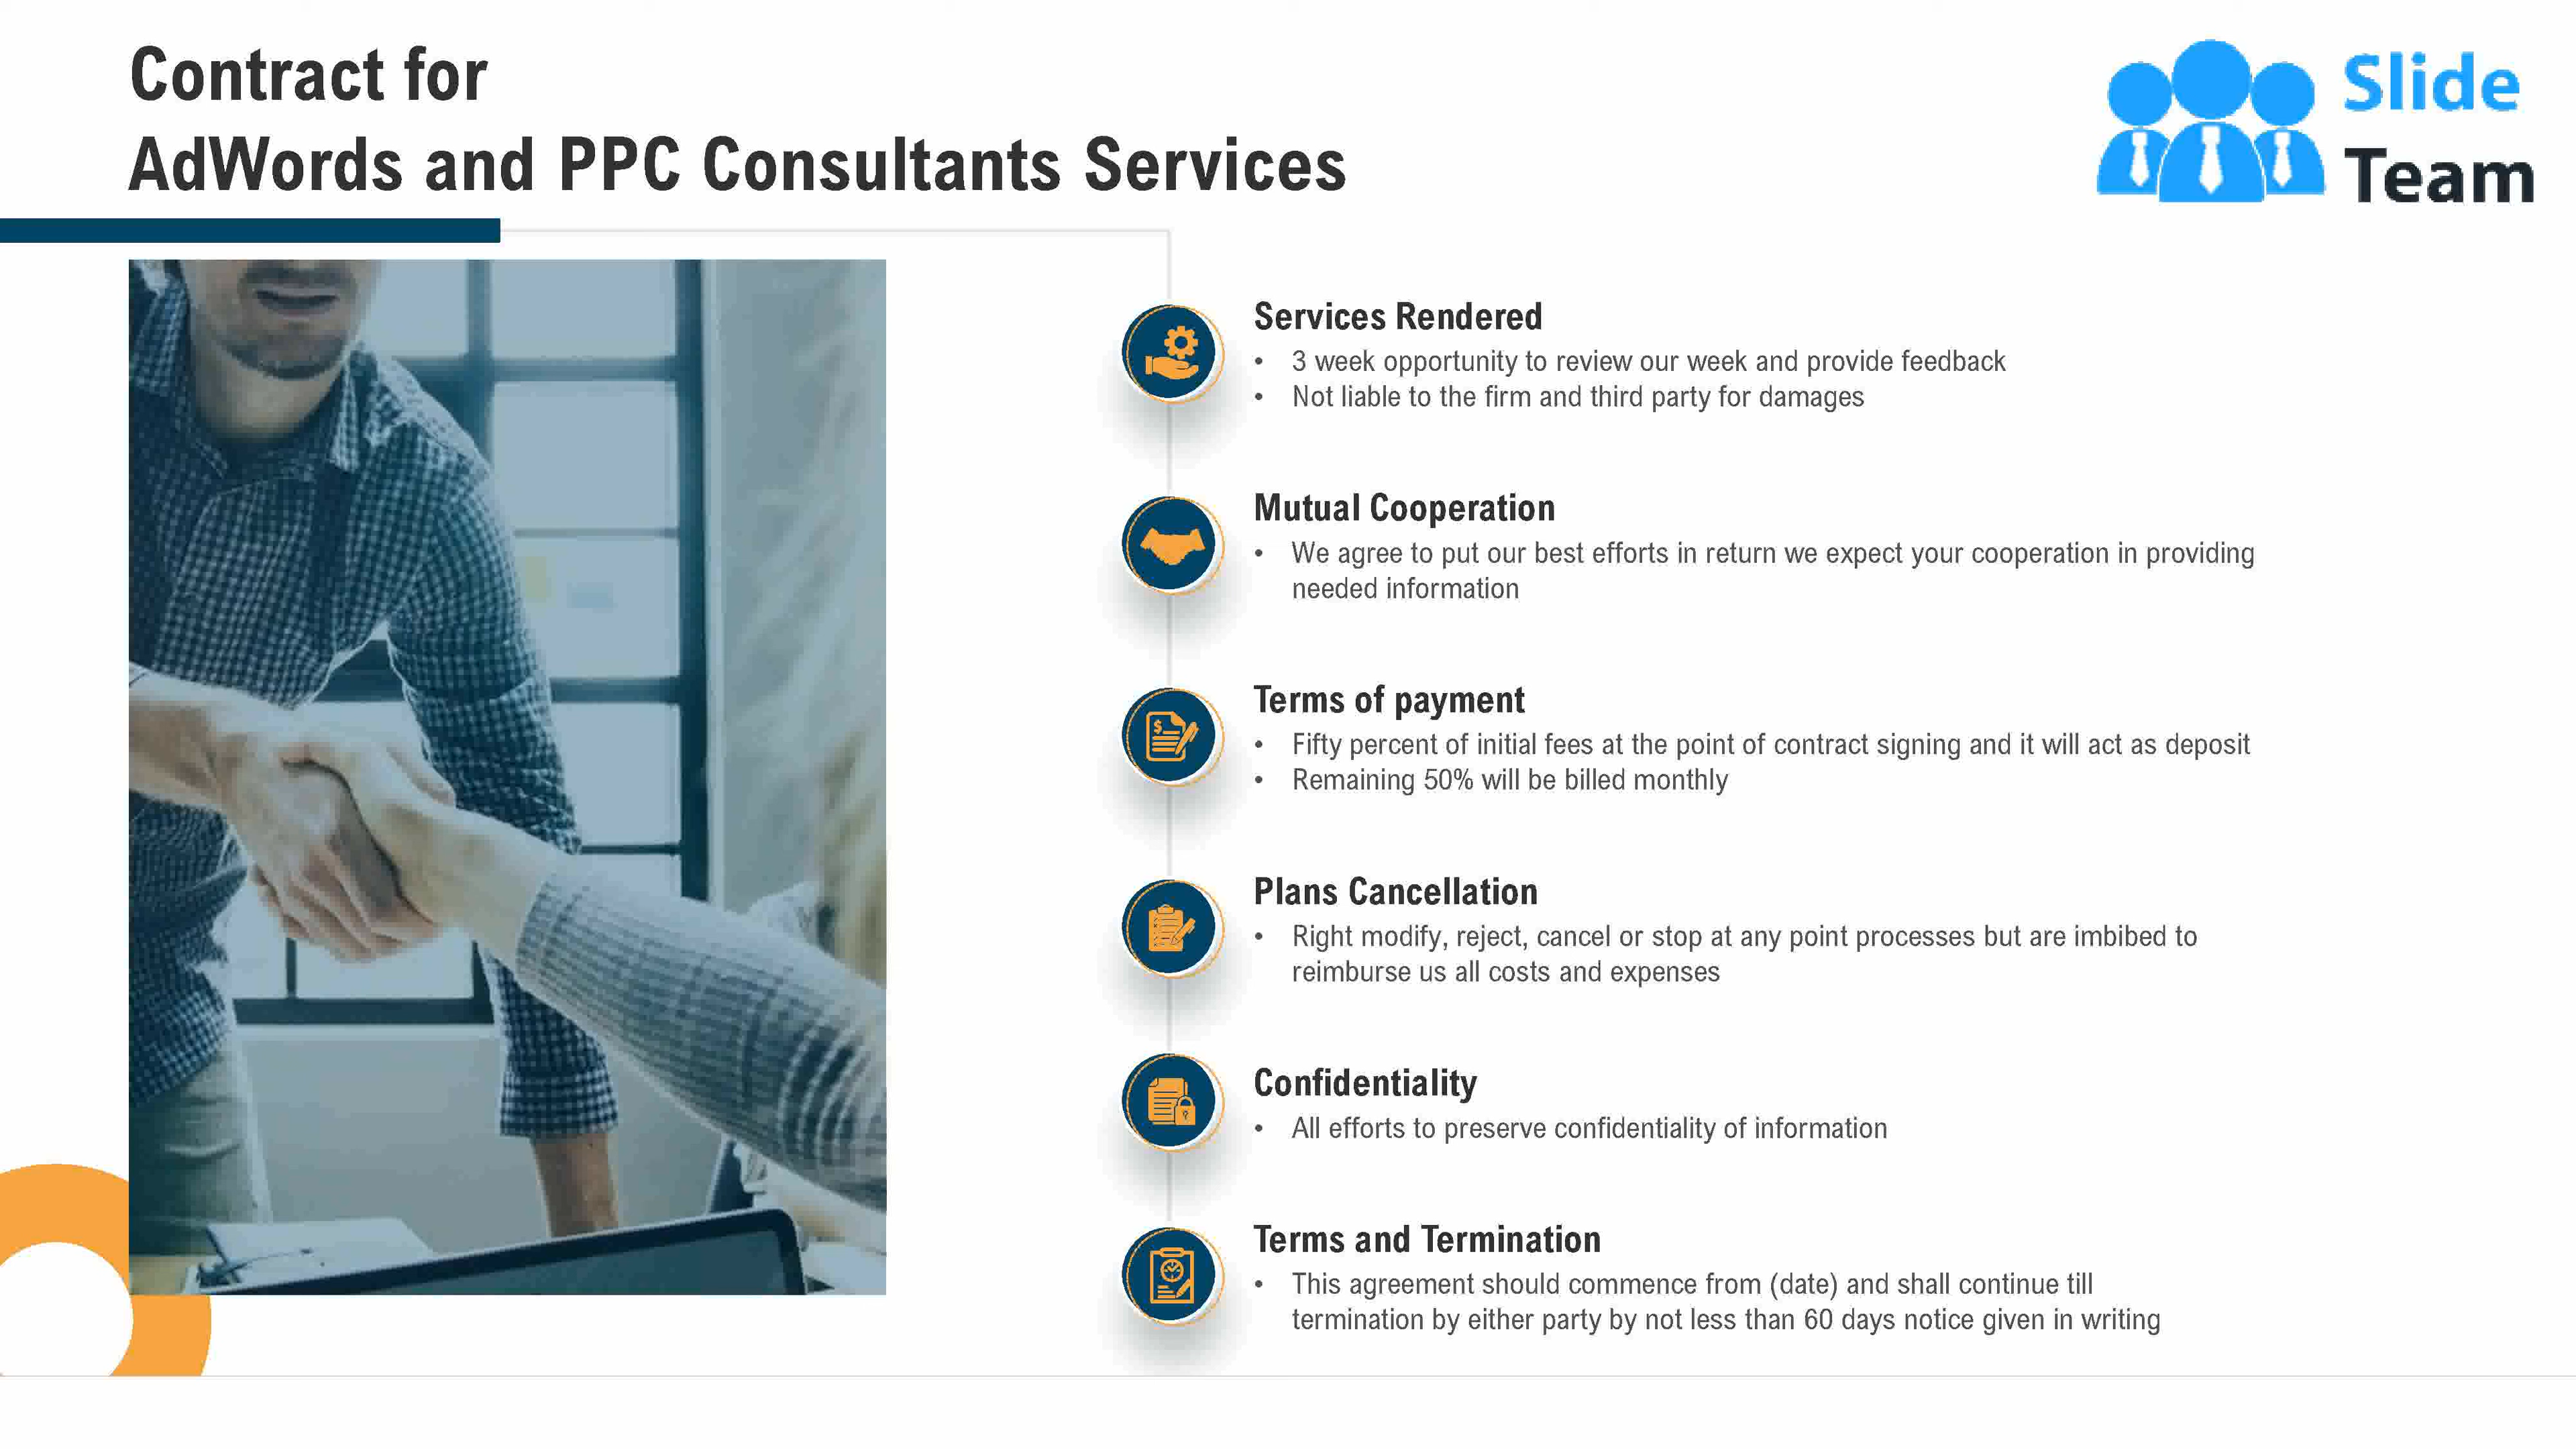 Contract for
AdWords and PPC Consultants Services
Slide
Team
Services Rendered
• 3 week opportunity to review our week and provide feedback
• Not liable to the firm and third party for damages
Mutual Cooperation
• We agree to put our best efforts in return we expect your cooperation in providing
needed information
Terms of payment
• Fifty percent of initial fees at the point of contract signing and it will act as deposit
• Remaining 50% will be billed monthly
Plans Cancellation
• Right modify, reject, cancel or stop at any point processes but are imbibed to
reimburse us all costs and expenses
Confidentiality
• All efforts to preserve confidentiality of information
Terms and Termination
• This agreement should commence from (date) and shall continue till
termination by either party by not less than 60 days notice given in writing